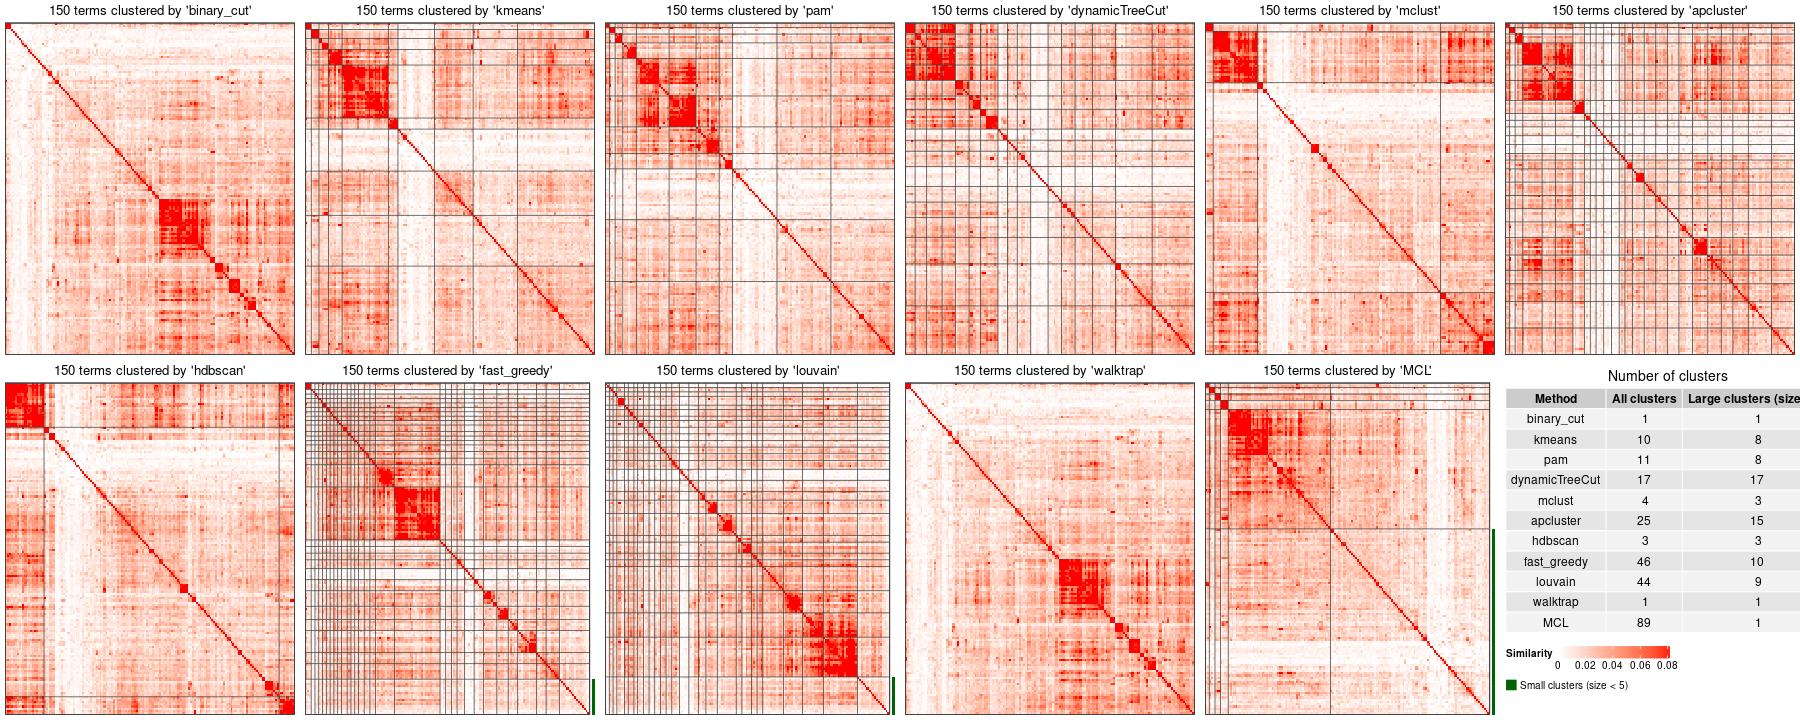 150 terms clustered by 'binary_cut'
150 terms clustered by 'kmeans'
150 terms clustered by 'pam'
150 terms clustered by 'dynamicTreeCut'
150 terms clustered by 'mclust'
150 terms clustered by 'apcluster'
150 terms clustered by 'hdbscan'
150 terms clustered by 'fast_greedy'
150 terms clustered by 'louvain'
150 terms clustered by 'walktrap'
150 terms clustered by 'MCL'
Number of clusters
Method All clusters Large clusters (size
binary_cut 1 1
kmeans 10 8
pam 11 8
dynamicTreeCut 17 17
mclust 4 3
apcluster 25 15
hdbscan 3 3
fast_greedy 46 10
louvain 44 9
walktrap 1 1
MCL 89 1
Similarity
0 0.02 0.04 0.06 0.08
Small clusters (size < 5)